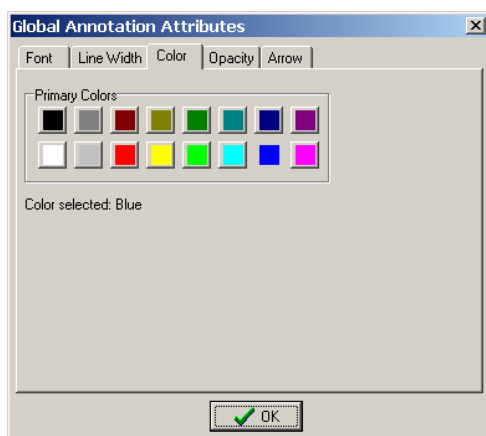 Global Annotation Attributes
Font Line Width Color Opacity Arrow
Primary Colors
Color selected: Blue
OK